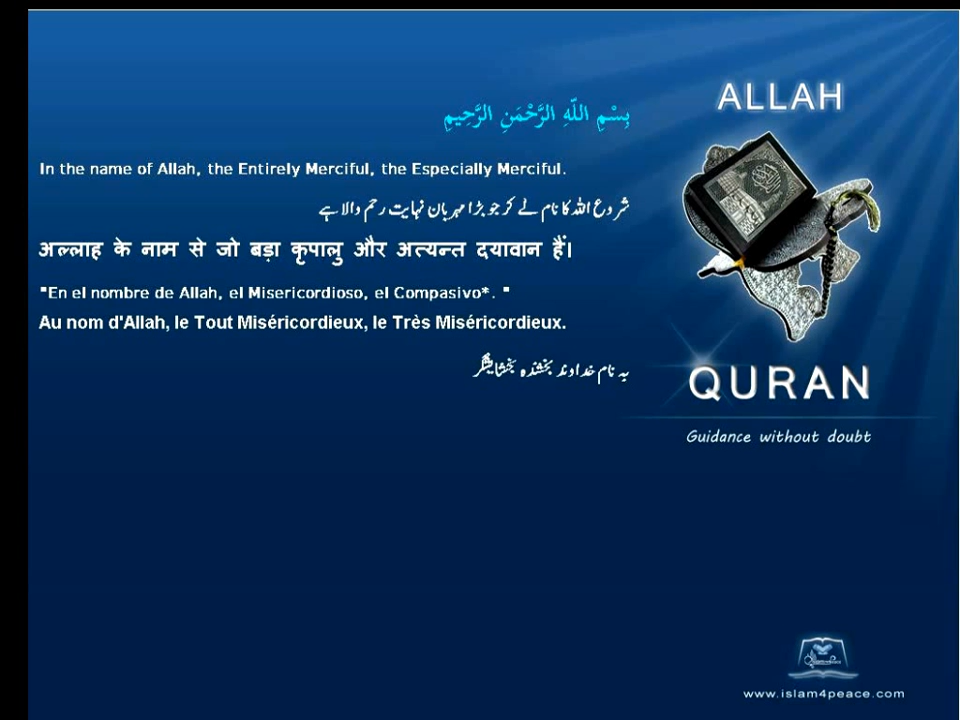 بِسْمِ اللّهِ الرَّحْمَنِ الرَّحِيمِ
In the name of Allah, the Entirely Merciful, the Especially Merciful.
شروع الله کا نام لے کر جو بڑا مہربان نہایت رحم والا ہے
अल्लाह के नाम से जो बड़ा कृपालु और अत्यन्त दयावान हैं।
"En el nombre de Allah, el Misericordioso, el Compasivo*. "
Au nom d'Allah, le Tout Miséricordieux, le Très Miséricordieux.
به نام خداوند بخشنده بخشایشگر
ALLAH
QURAN
Guidance without doubt
www.islam4peace.com